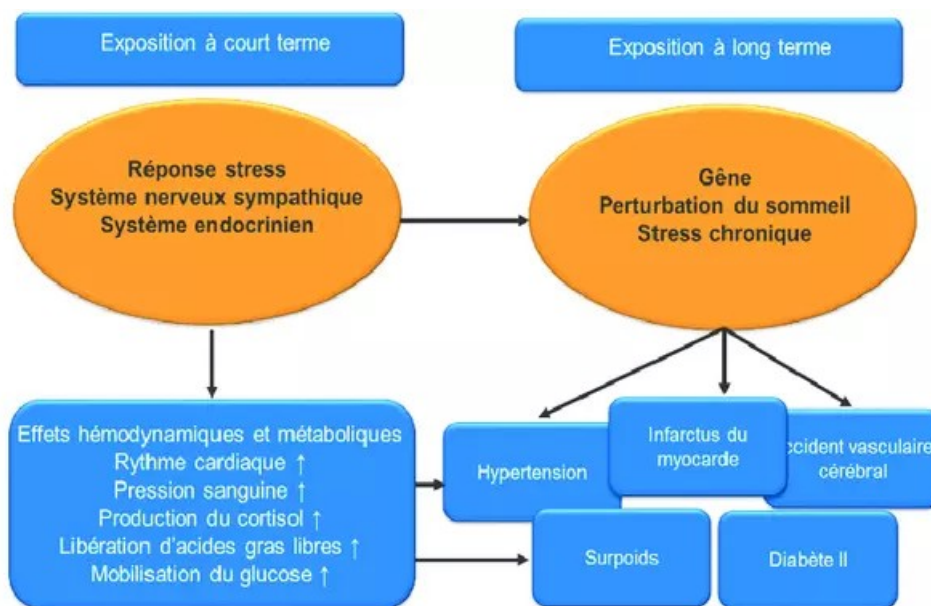 Exposition à court terme
Exposition à long terme
Réponse stress
Système nerveux sympathique
Système endocrinien
Gêne
Perturbation du sommeil
Stress chronique
Effets hémodynamiques et métaboliques
Rythme cardiaque ↑
Pression sanguine ↑
Production du cortisol ↑
Libération d'acides gras libres ↑
Mobilisation du glucose ↑
Hypertension
Infarctus du
myocarde
ccident vasculaire
cérébral
Surpoids
Diabète II